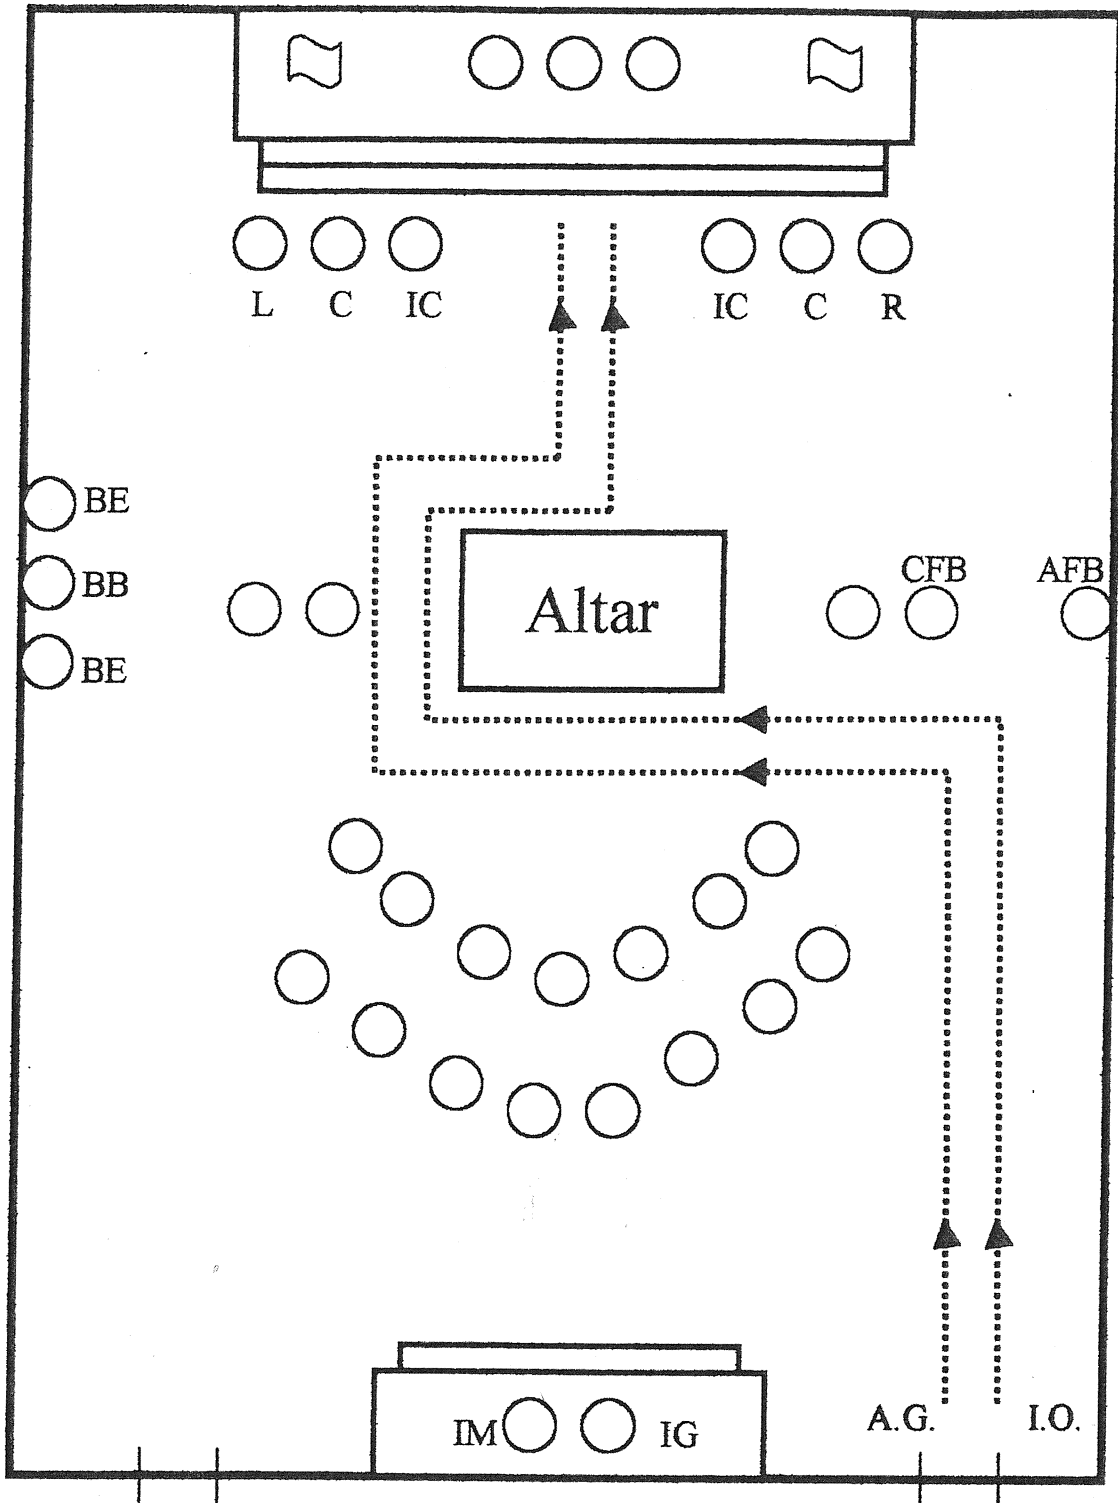 L C IC IC C R
BE
BB
BE
Altar
CFB AFB
A.G. I.O.
IM IG